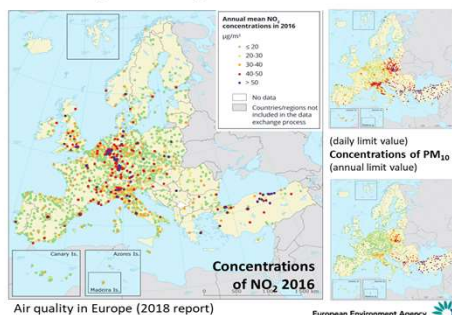 Annual mean NO₂
concentrations in 2016
µg/m³
≤ 20
20-30
30-40
40-50
> 50
No data
Countries/regions not
included in the data
exchange process
Canary Is.
Azores Is.
Madeira Is.
Concentrations
of NO₂ 2016
(daily limit value)
Concentrations of PM₁₀
(annual limit value)
Air quality in Europe (2018 report)
European Environment Agency